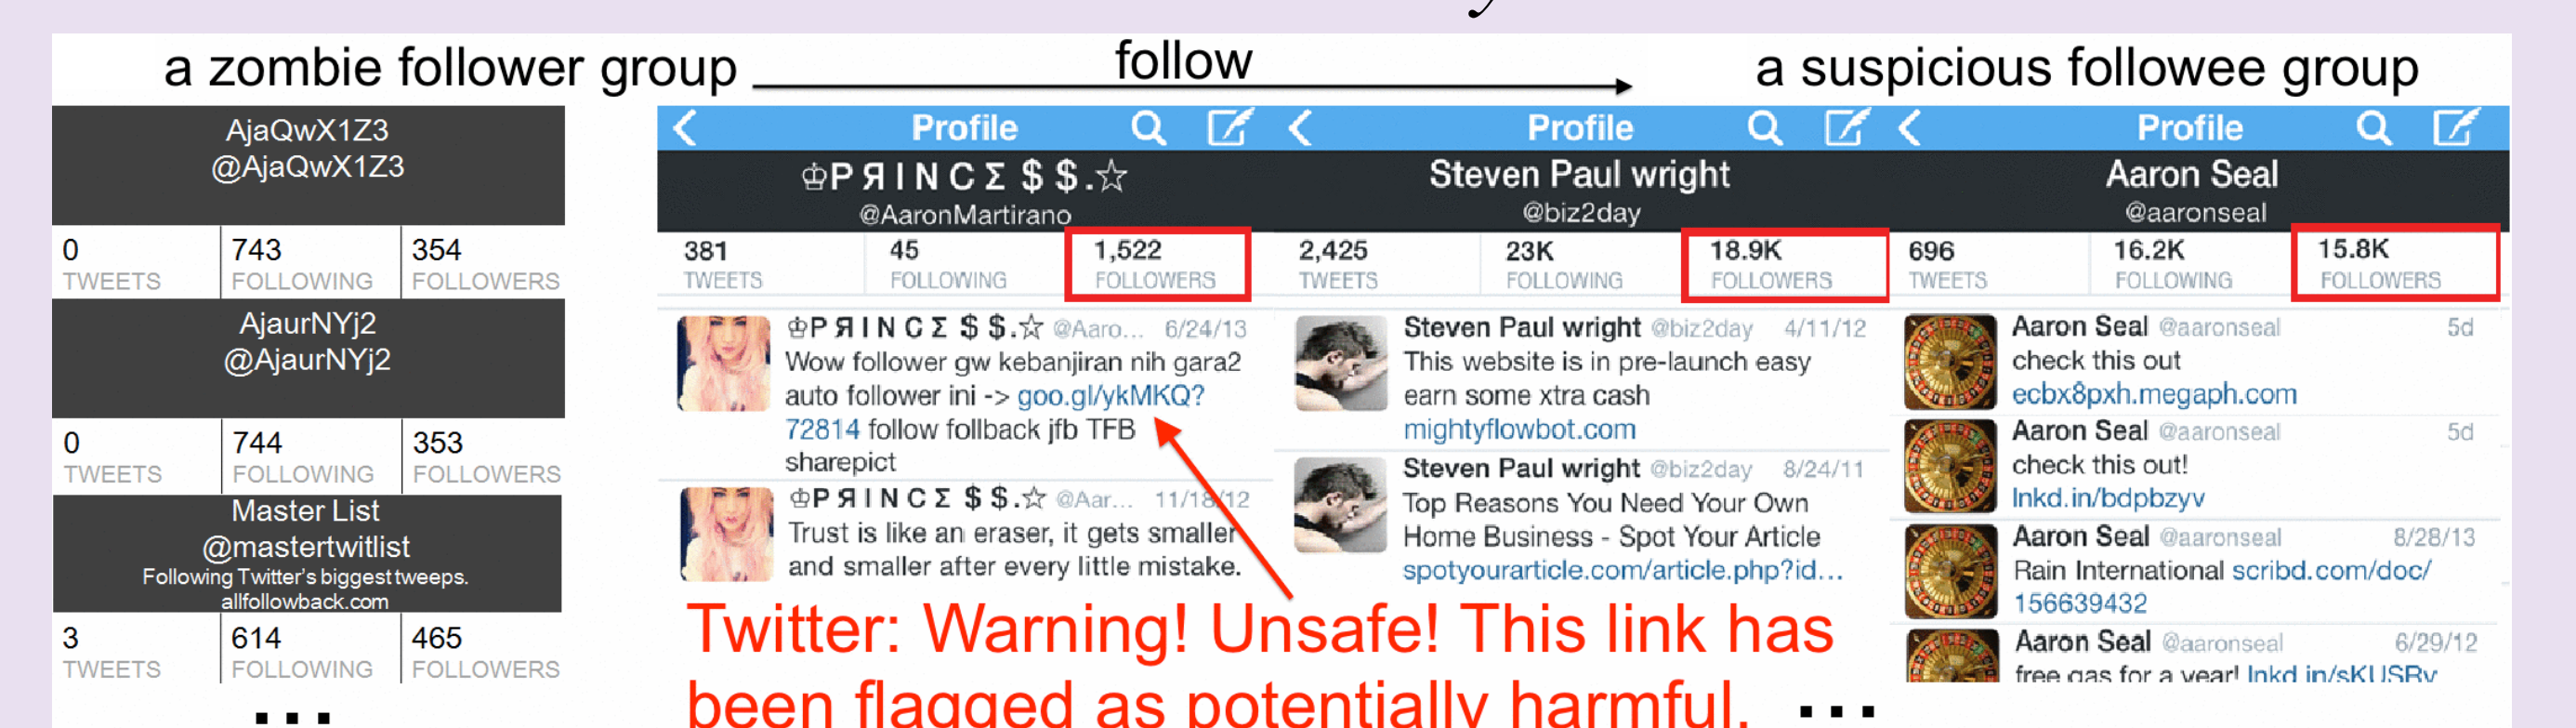 a zombie follower group
follow
a suspicious followee group
AjaQwX1Z3
@AjaQwX1Z3
0 743 354
TWEETS FOLLOWING FOLLOWERS
AjaurNYj2
@AjaurNYj2
0 744 353
TWEETS FOLLOWING FOLLOWERS
Master List
@mastertwitlist
Following Twitter's biggest tweeps.
allfollowback.com
3 614 465
TWEETS FOLLOWING FOLLOWERS
...
Profile
♔PЯINCΣ$$.☆
@AaronMartirano
381 45 1,522
TWEETS FOLLOWING FOLLOWERS
♔PЯINCΣ$$.☆ @Aaro... 6/24/13
Wow follower gw kebanjiran nih gara2
auto follower ini -> goo.gl/ykMKQ?
72814 follow follback jfb TFB
sharepict
♔PЯINCΣ$$.☆ @Aar... 11/18/12
Trust is like an eraser, it gets smaller
and smaller after every little mistake.
Profile
Steven Paul wright
@biz2day
2,425 23K 18.9K
TWEETS FOLLOWING FOLLOWERS
Steven Paul wright @biz2day 4/11/12
This website is in pre-launch easy
earn some xtra cash
mightyflowbot.com
Steven Paul wright @biz2day 8/24/11
Top Reasons You Need Your Own
Home Business - Spot Your Article
spotyourarticle.com/article.php?id...
Profile
Aaron Seal
@aaronseal
696 16.2K 15.8K
TWEETS FOLLOWING FOLLOWERS
Aaron Seal @aaronseal 5d
check this out
ecbx8pxh.megaph.com
Aaron Seal @aaronseal 5d
check this out!
lnkd.in/bdpbzyv
Aaron Seal @aaronseal 8/28/13
Rain International scribd.com/doc/
156639432
Aaron Seal @aaronseal 6/29/12
free gas for a year! lnkd.in/sKUSRv
Twitter: Warning! Unsafe! This link has
been flagged as potentially harmful.
...